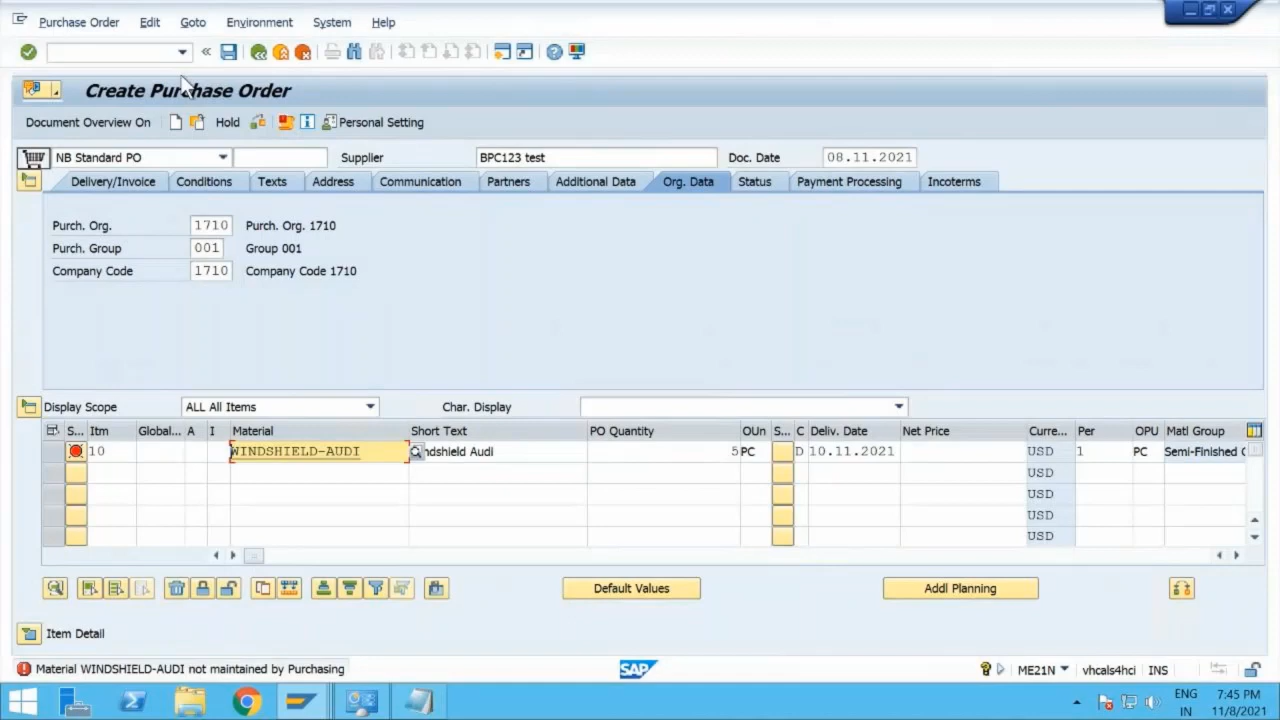 Purchase Order Edit Goto Environment System Help
Create Purchase Order
Document Overview On Hold Personal Setting
NB Standard PO Supplier BPC123 test Doc. Date 08.11.2021
Delivery/Invoice Conditions Texts Address Communication Partners Additional Data Org. Data Status Payment Processing Incoterms
Purch. Org. 1710 Purch. Org. 1710
Purch. Group 001 Group 001
Company Code 1710 Company Code 1710
Display Scope ALL All Items Char. Display
S... Itm Global... A I Material Short Text PO Quantity OUn S... C Deliv. Date Net Price Curre... Per OPU Matl Group
10 WINDSHIELD-AUDI ndshield Audi 5 PC D 10.11.2021 USD 1 PC Semi-Finished
USD
USD
USD
USD
Default Values Addl Planning
Item Detail
Material WINDSHIELD-AUDI not maintained by Purchasing SAP ME21N vhcals4hci INS
ENG 7:45 PM
IN 11/8/2021